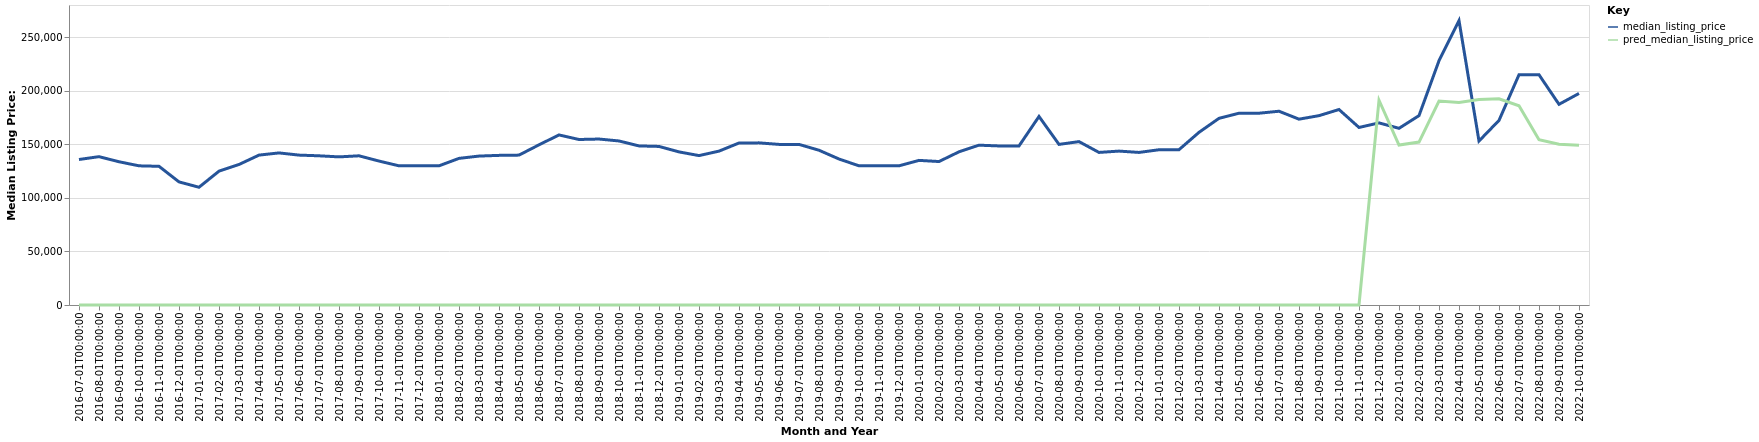 Key
median_listing_price
pred_median_listing_price
Median Listing Price:
250,000
200,000
150,000
100,000
50,000
0
2016-07-01T00:00:00
2016-08-01T00:00:00
2016-09-01T00:00:00
2016-10-01T00:00:00
2016-11-01T00:00:00
2016-12-01T00:00:00
2017-01-01T00:00:00
2017-02-01T00:00:00
2017-03-01T00:00:00
2017-04-01T00:00:00
2017-05-01T00:00:00
2017-06-01T00:00:00
2017-07-01T00:00:00
2017-08-01T00:00:00
2017-09-01T00:00:00
2017-10-01T00:00:00
2017-11-01T00:00:00
2017-12-01T00:00:00
2018-01-01T00:00:00
2018-02-01T00:00:00
2018-03-01T00:00:00
2018-04-01T00:00:00
2018-05-01T00:00:00
2018-06-01T00:00:00
2018-07-01T00:00:00
2018-08-01T00:00:00
2018-09-01T00:00:00
2018-10-01T00:00:00
2018-11-01T00:00:00
2018-12-01T00:00:00
2019-01-01T00:00:00
2019-02-01T00:00:00
2019-03-01T00:00:00
2019-04-01T00:00:00
2019-05-01T00:00:00
2019-06-01T00:00:00
2019-07-01T00:00:00
2019-08-01T00:00:00
2019-09-01T00:00:00
2019-10-01T00:00:00
2019-11-01T00:00:00
2019-12-01T00:00:00
2020-01-01T00:00:00
2020-02-01T00:00:00
2020-03-01T00:00:00
2020-04-01T00:00:00
2020-05-01T00:00:00
2020-06-01T00:00:00
2020-07-01T00:00:00
2020-08-01T00:00:00
2020-09-01T00:00:00
2020-10-01T00:00:00
2020-11-01T00:00:00
2020-12-01T00:00:00
2021-01-01T00:00:00
2021-02-01T00:00:00
2021-03-01T00:00:00
2021-04-01T00:00:00
2021-05-01T00:00:00
2021-06-01T00:00:00
2021-07-01T00:00:00
2021-08-01T00:00:00
2021-09-01T00:00:00
2021-10-01T00:00:00
2021-11-01T00:00:00
2021-12-01T00:00:00
2022-01-01T00:00:00
2022-02-01T00:00:00
2022-03-01T00:00:00
2022-04-01T00:00:00
2022-05-01T00:00:00
2022-06-01T00:00:00
2022-07-01T00:00:00
2022-08-01T00:00:00
2022-09-01T00:00:00
2022-10-01T00:00:00
Month and Year